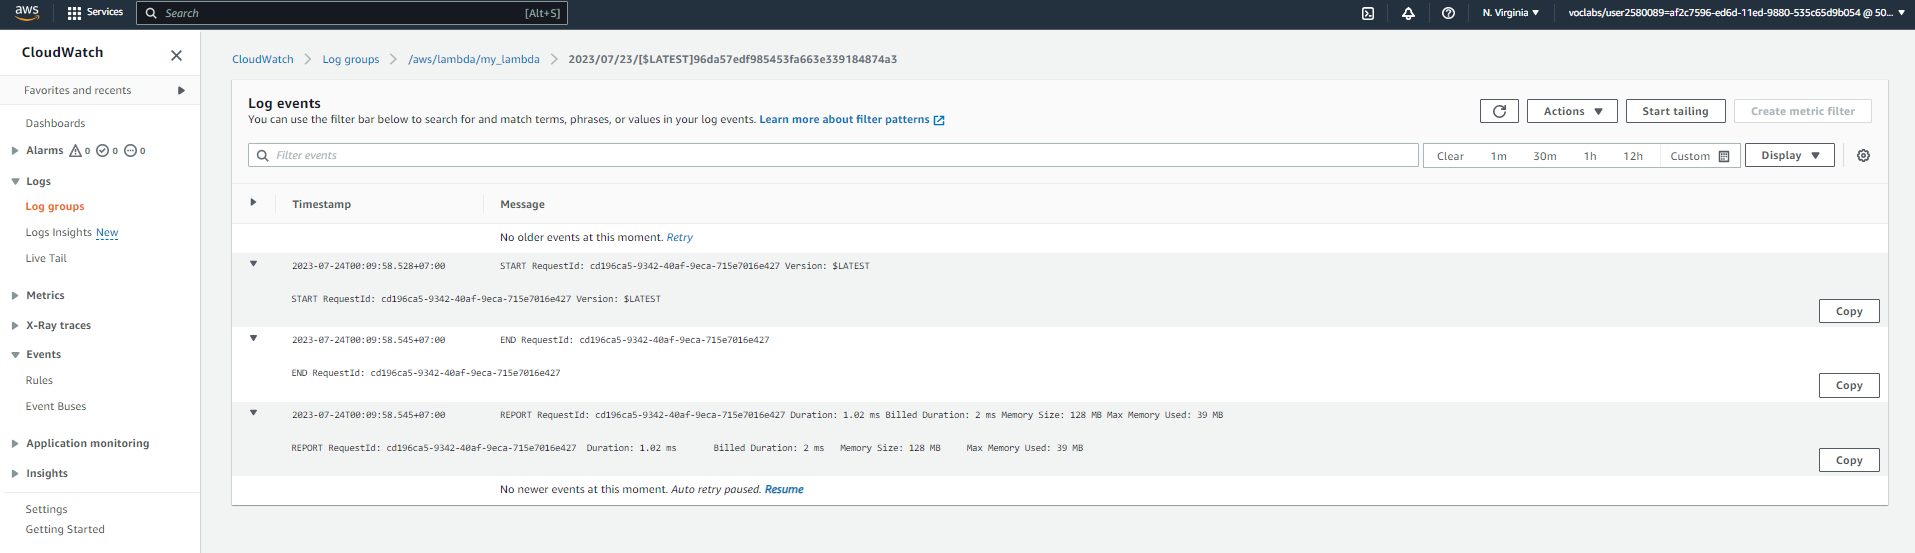 aws Services Search [Alt+S] N. Virginia voclabs/user2580089=af2c7596-ed6d-11ed-9880-535c65d9b054 @ 50...
CloudWatch
Favorites and recents
Dashboards
Alarms 0 0 0
Logs
Log groups
Logs Insights New
Live Tail
Metrics
X-Ray traces
Events
Rules
Event Buses
Application monitoring
Insights
Settings
Getting Started
CloudWatch Log groups /aws/lambda/my_lambda 2023/07/23/[$LATEST]96da57edf985453fa663e339184874a3
Log events
You can use the filter bar below to search for and match terms, phrases, or values in your log events. Learn more about filter patterns
Actions Start tailing Create metric filter
Filter events Clear 1m 30m 1h 12h Custom Display
Timestamp Message
No older events at this moment. Retry
2023-07-24T00:09:58.528+07:00 START RequestId: cd196ca5-9342-40af-9eca-715e7016e427 Version: $LATEST
START RequestId: cd196ca5-9342-40af-9eca-715e7016e427 Version: $LATEST
Copy
2023-07-24T00:09:58.545+07:00 END RequestId: cd196ca5-9342-40af-9eca-715e7016e427
END RequestId: cd196ca5-9342-40af-9eca-715e7016e427
Copy
2023-07-24T00:09:58.545+07:00 REPORT RequestId: cd196ca5-9342-40af-9eca-715e7016e427 Duration: 1.02 ms Billed Duration: 2 ms Memory Size: 128 MB Max Memory Used: 39 MB
REPORT RequestId: cd196ca5-9342-40af-9eca-715e7016e427 Duration: 1.02 ms Billed Duration: 2 ms Memory Size: 128 MB Max Memory Used: 39 MB
Copy
No newer events at this moment. Auto retry paused. Resume